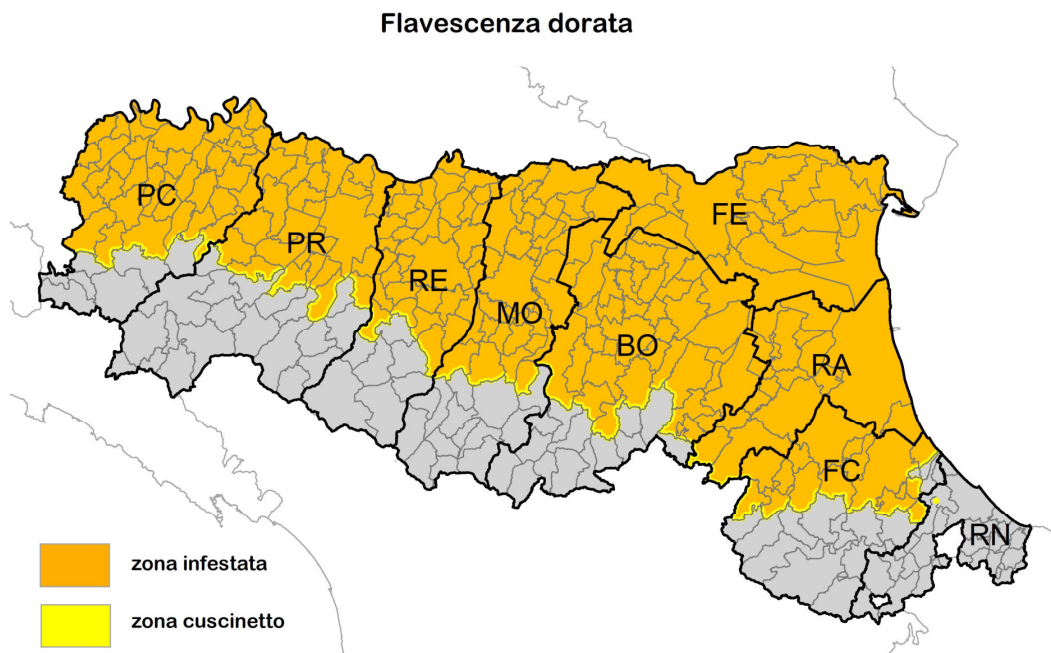 Flavescenza dorata
PC
PR
RE
MO
BO
FE
RA
FC
RN
zona infestata
zona cuscinetto